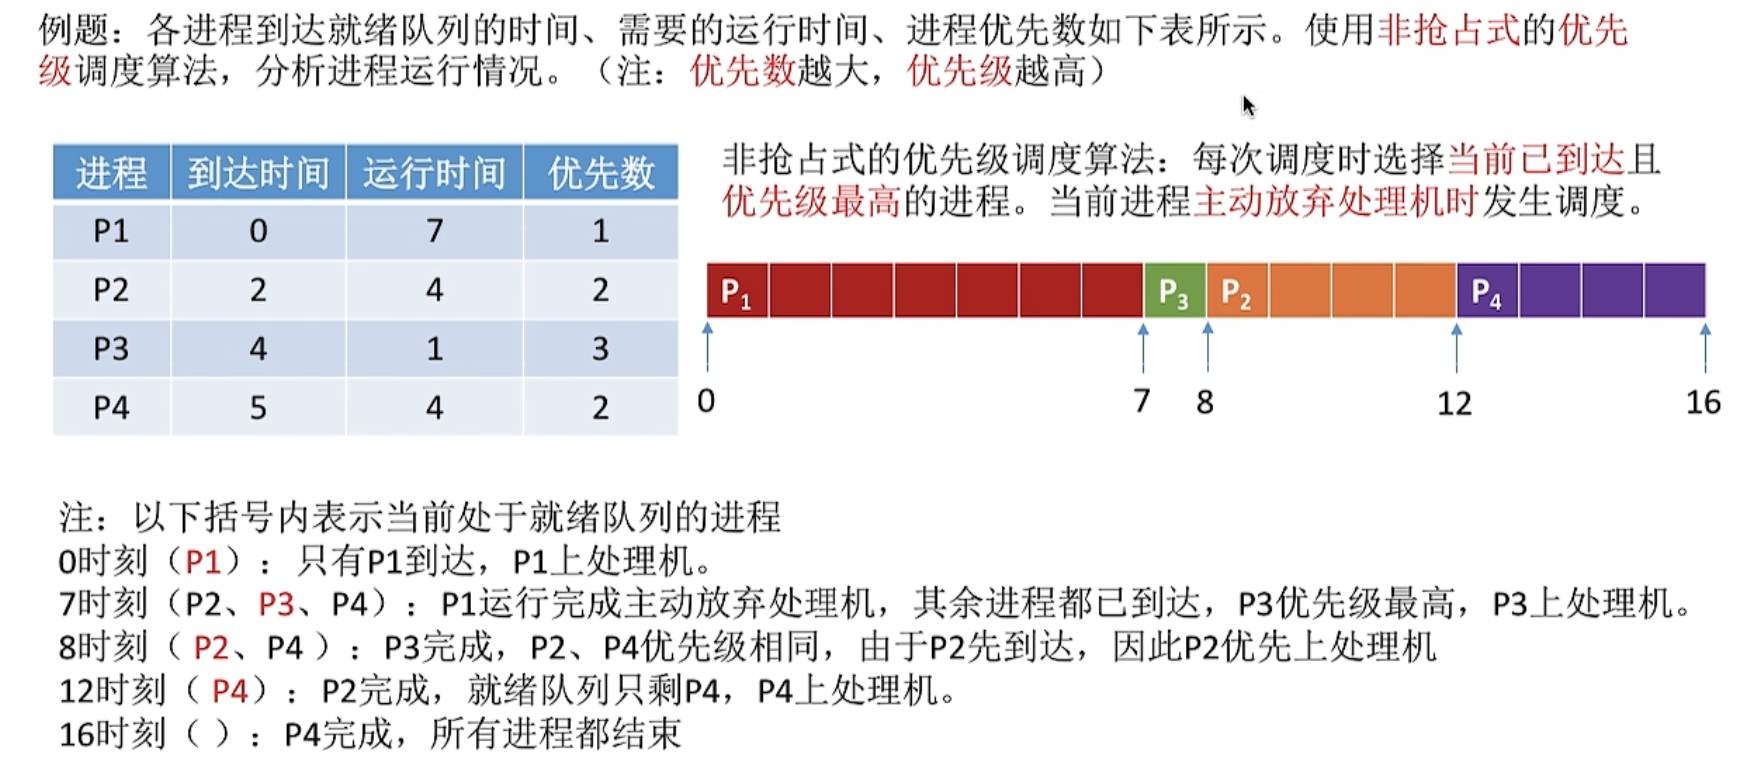 例题：各进程到达就绪队列的时间、需要的运行时间、进程优先数如下表所示。使用非抢占式的优先
级调度算法，分析进程运行情况。（注：优先数越大，优先级越高）
进程 到达时间 运行时间 优先数
P1 0 7 1
P2 2 4 2
P3 4 1 3
P4 5 4 2
非抢占式的优先级调度算法：每次调度时选择当前已到达且
优先级最高的进程。当前进程主动放弃处理机时发生调度。
P1 P3 P2 P4
0 7 8 12 16
注：以下括号内表示当前处于就绪队列的进程
0时刻（P1）：只有P1到达，P1上处理机。
7时刻（P2、P3、P4）：P1运行完成主动放弃处理机，其余进程都已到达，P3优先级最高，P3上处理机。
8时刻（ P2、P4 ）：P3完成，P2、P4优先级相同，由于P2先到达，因此P2优先上处理机
12时刻（ P4）：P2完成，就绪队列只剩P4，P4上处理机。
16时刻（ ）：P4完成，所有进程都结束